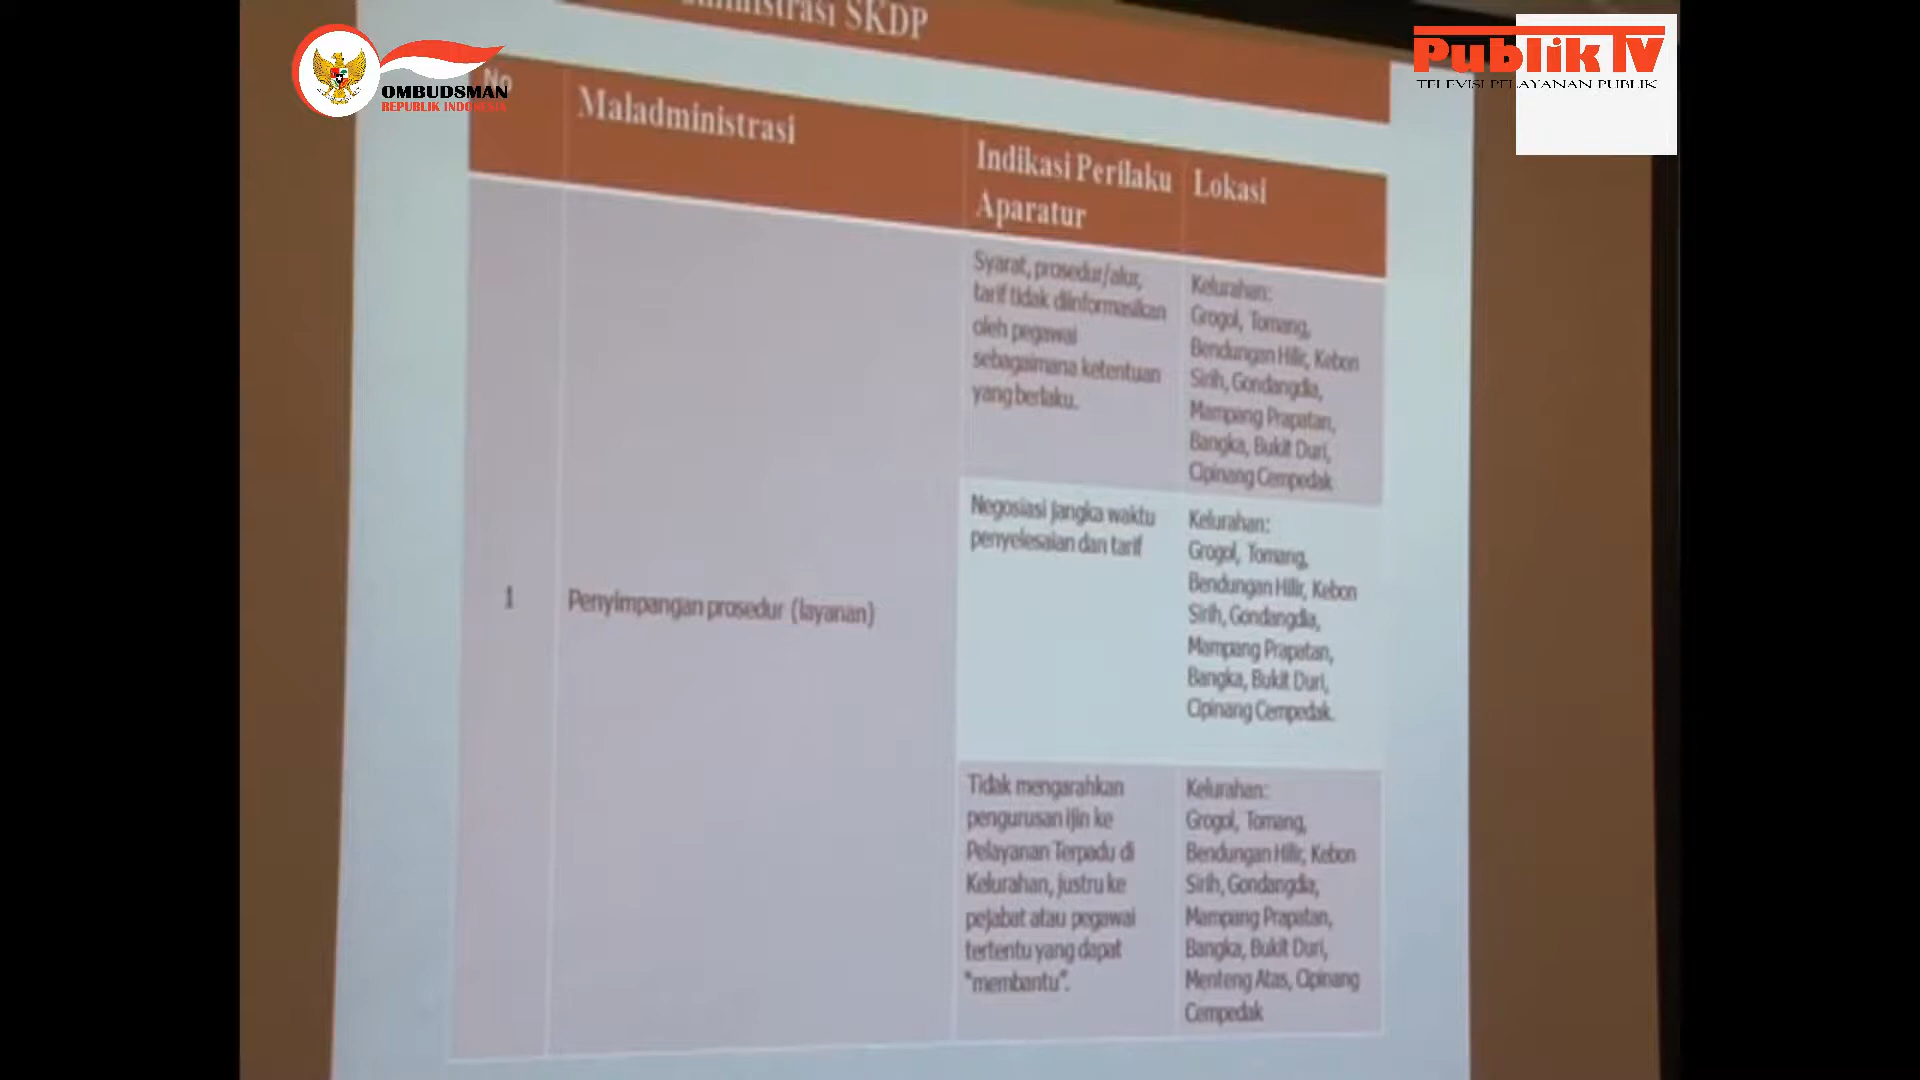 OMBUDSMAN
REPUBLIK INDONESIA
Publik TV
TELEVISI PELAYANAN PUBLIK
SKDP
No
Maladministrasi
Indikasi Perilaku
Aparatur
Lokasi
1
Penyimpangan prosedur (layanan)
Syarat, prosedur/alur,
tarif tidak diinformasikan
oleh pegawai
sebagaimana ketentuan
yang berlaku.
Kelurahan:
Grogol, Tomang,
Bendungan Hilir, Kebon
Sirih, Gondangdia,
Mampang Prapatan,
Bangka, Bukit Duri,
Cipinang Cempedak
Negosiasi jangka waktu
penyelesaian dan tarif
Kelurahan:
Grogol, Tomang,
Bendungan Hilir, Kebon
Sirih, Gondangdia,
Mampang Prapatan,
Bangka, Bukit Duri,
Cipinang Cempedak.
Tidak mengarahkan
pengurusan ijin ke
Pelayanan Terpadu di
Kelurahan, justru ke
pejabat atau pegawai
tertentu yang dapat
"membantu".
Kelurahan:
Grogol, Tomang,
Bendungan Hilir, Kebon
Sirih, Gondangdia,
Mampang Prapatan,
Bangka, Bukit Duri,
Menteng Atas, Cipinang
Cempedak